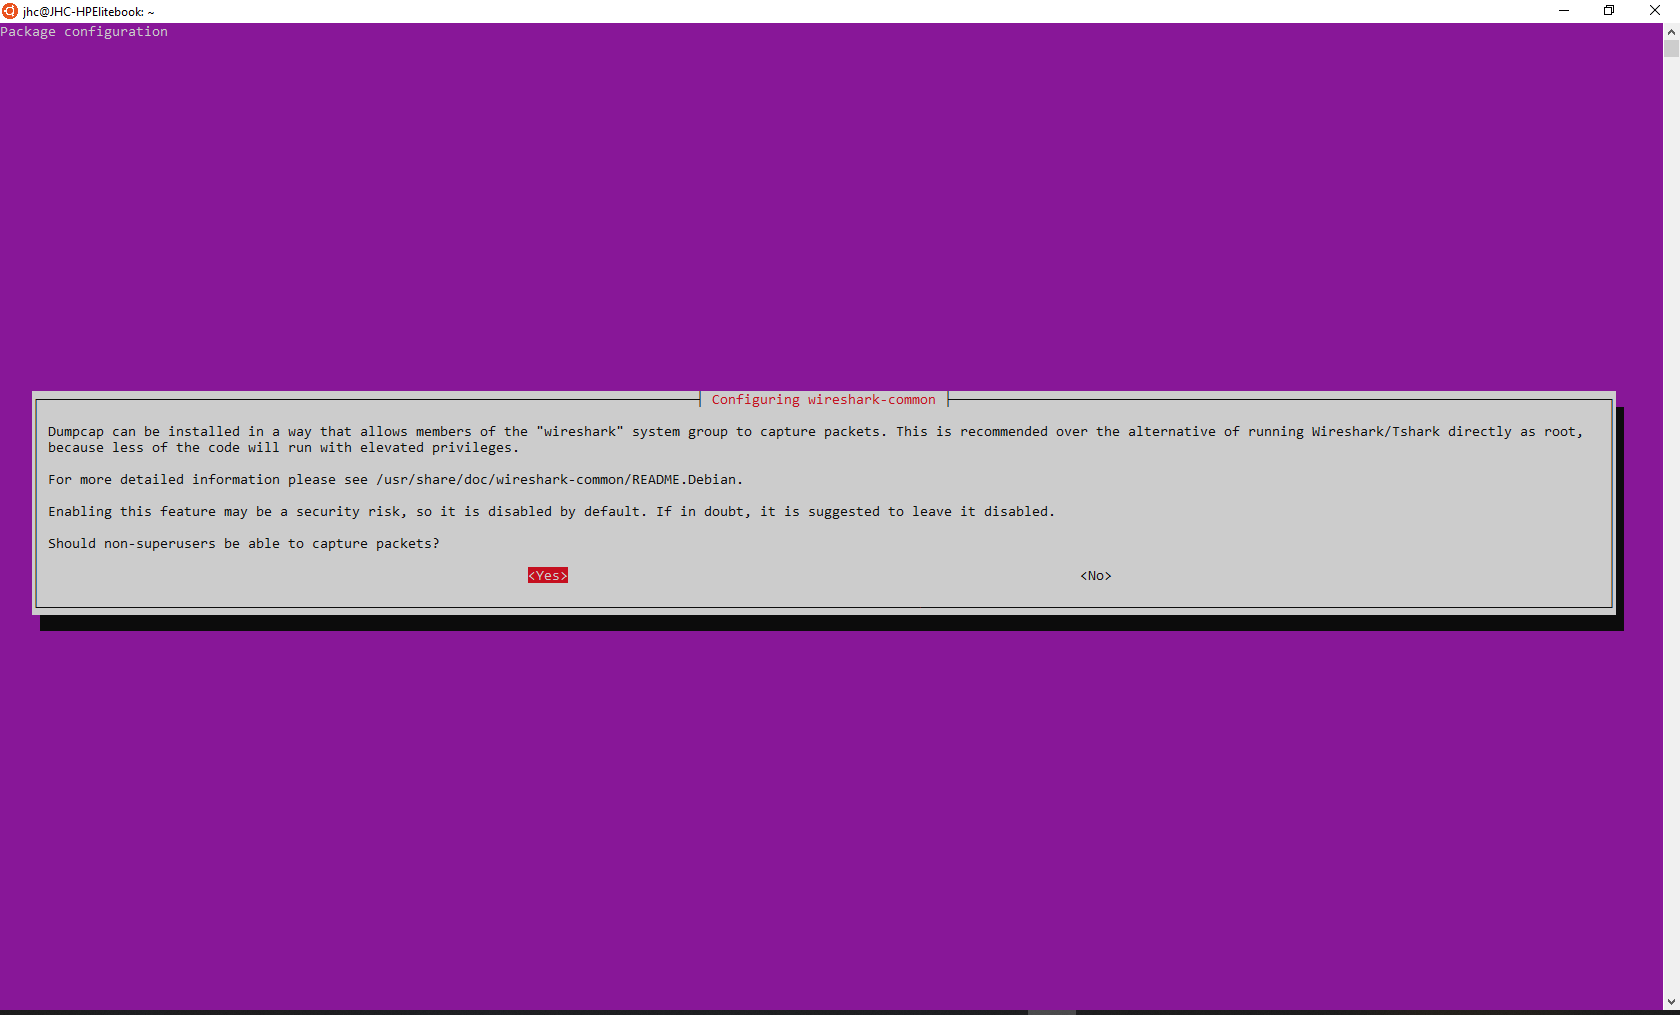 jhc@JHC-HPElitebook: ~
Package configuration
Configuring wireshark-common
Dumpcap can be installed in a way that allows members of the "wireshark" system group to capture packets. This is recommended over the alternative of running Wireshark/Tshark directly as root,
because less of the code will run with elevated privileges.
For more detailed information please see /usr/share/doc/wireshark-common/README.Debian.
Enabling this feature may be a security risk, so it is disabled by default. If in doubt, it is suggested to leave it disabled.
Should non-superusers be able to capture packets?
<Yes> <No>